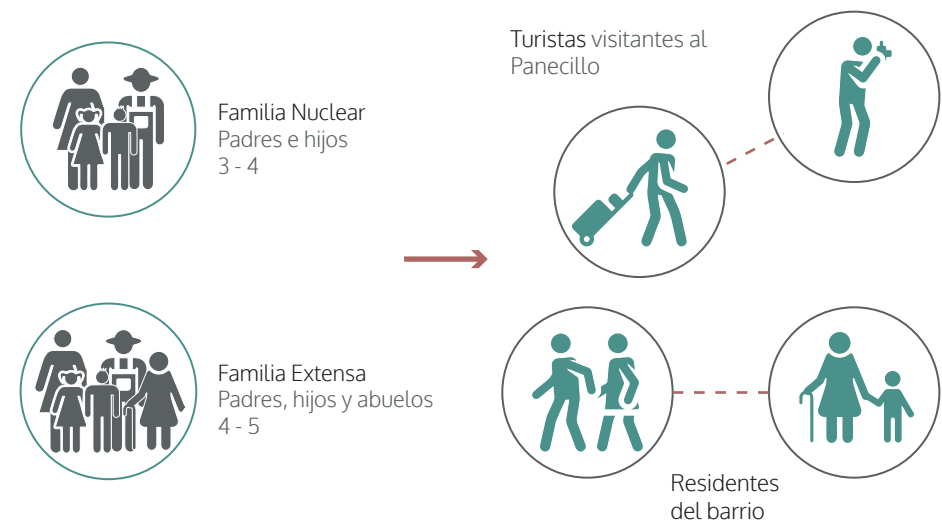 Familia Nuclear
Padres e hijos
3 - 4
Familia Extensa
Padres, hijos y abuelos
4 - 5
Turistas visitantes al
Panecillo
Residentes
del barrio